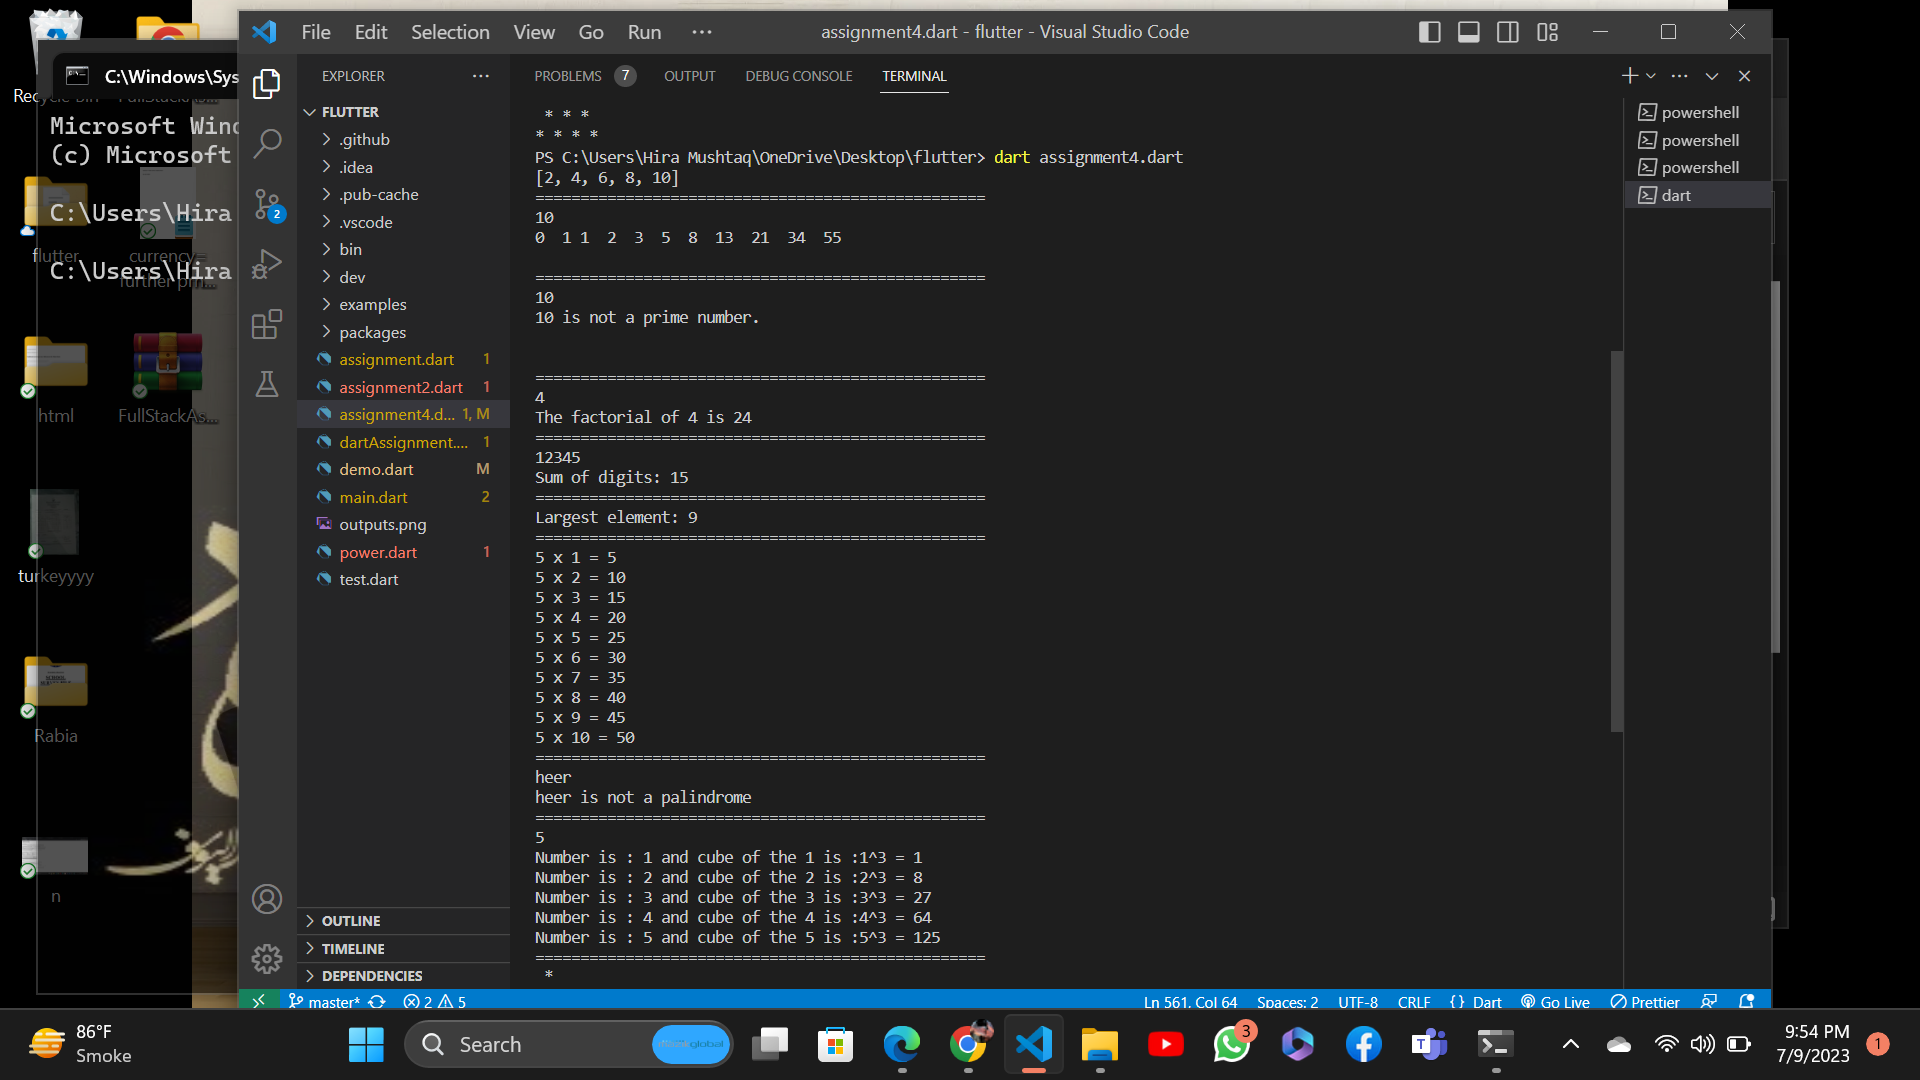 File Edit Selection View Go Run ···
assignment4.dart - flutter - Visual Studio Code
C:\Windows\Sys
Microsoft Wind
(c) Microsoft
C:\Users\Hira
C:\Users\Hira
flutter
currency=
further pm...
html
FullStackAs...
turkeyyyy
Rabia
n
EXPLORER
FLUTTER
.github
.idea
.pub-cache
.vscode
bin
dev
examples
packages
assignment.dart 1
assignment2.dart 1
assignment4.d... 1, M
dartAssignment.... 1
demo.dart M
main.dart 2
outputs.png
power.dart 1
test.dart
OUTLINE
TIMELINE
DEPENDENCIES
2
PROBLEMS 7 OUTPUT DEBUG CONSOLE TERMINAL
* * *
* * * *
PS C:\Users\Hira Mushtaq\OneDrive\Desktop\flutter> dart assignment4.dart
[2, 4, 6, 8, 10]
==================================================
10
0 1 1 2 3 5 8 13 21 34 55
==================================================
10
10 is not a prime number.
==================================================
4
The factorial of 4 is 24
==================================================
12345
Sum of digits: 15
==================================================
Largest element: 9
==================================================
5 x 1 = 5
5 x 2 = 10
5 x 3 = 15
5 x 4 = 20
5 x 5 = 25
5 x 6 = 30
5 x 7 = 35
5 x 8 = 40
5 x 9 = 45
5 x 10 = 50
==================================================
heer
heer is not a palindrome
==================================================
5
Number is : 1 and cube of the 1 is :1^3 = 1
Number is : 2 and cube of the 2 is :2^3 = 8
Number is : 3 and cube of the 3 is :3^3 = 27
Number is : 4 and cube of the 4 is :4^3 = 64
Number is : 5 and cube of the 5 is :5^3 = 125
==================================================
*
powershell
powershell
powershell
dart
master* 2 5
Ln 561, Col 64 Spaces: 2 UTF-8 CRLF {} Dart Go Live Prettier
86°F
Smoke
Search
global
3
9:54 PM
7/9/2023
1